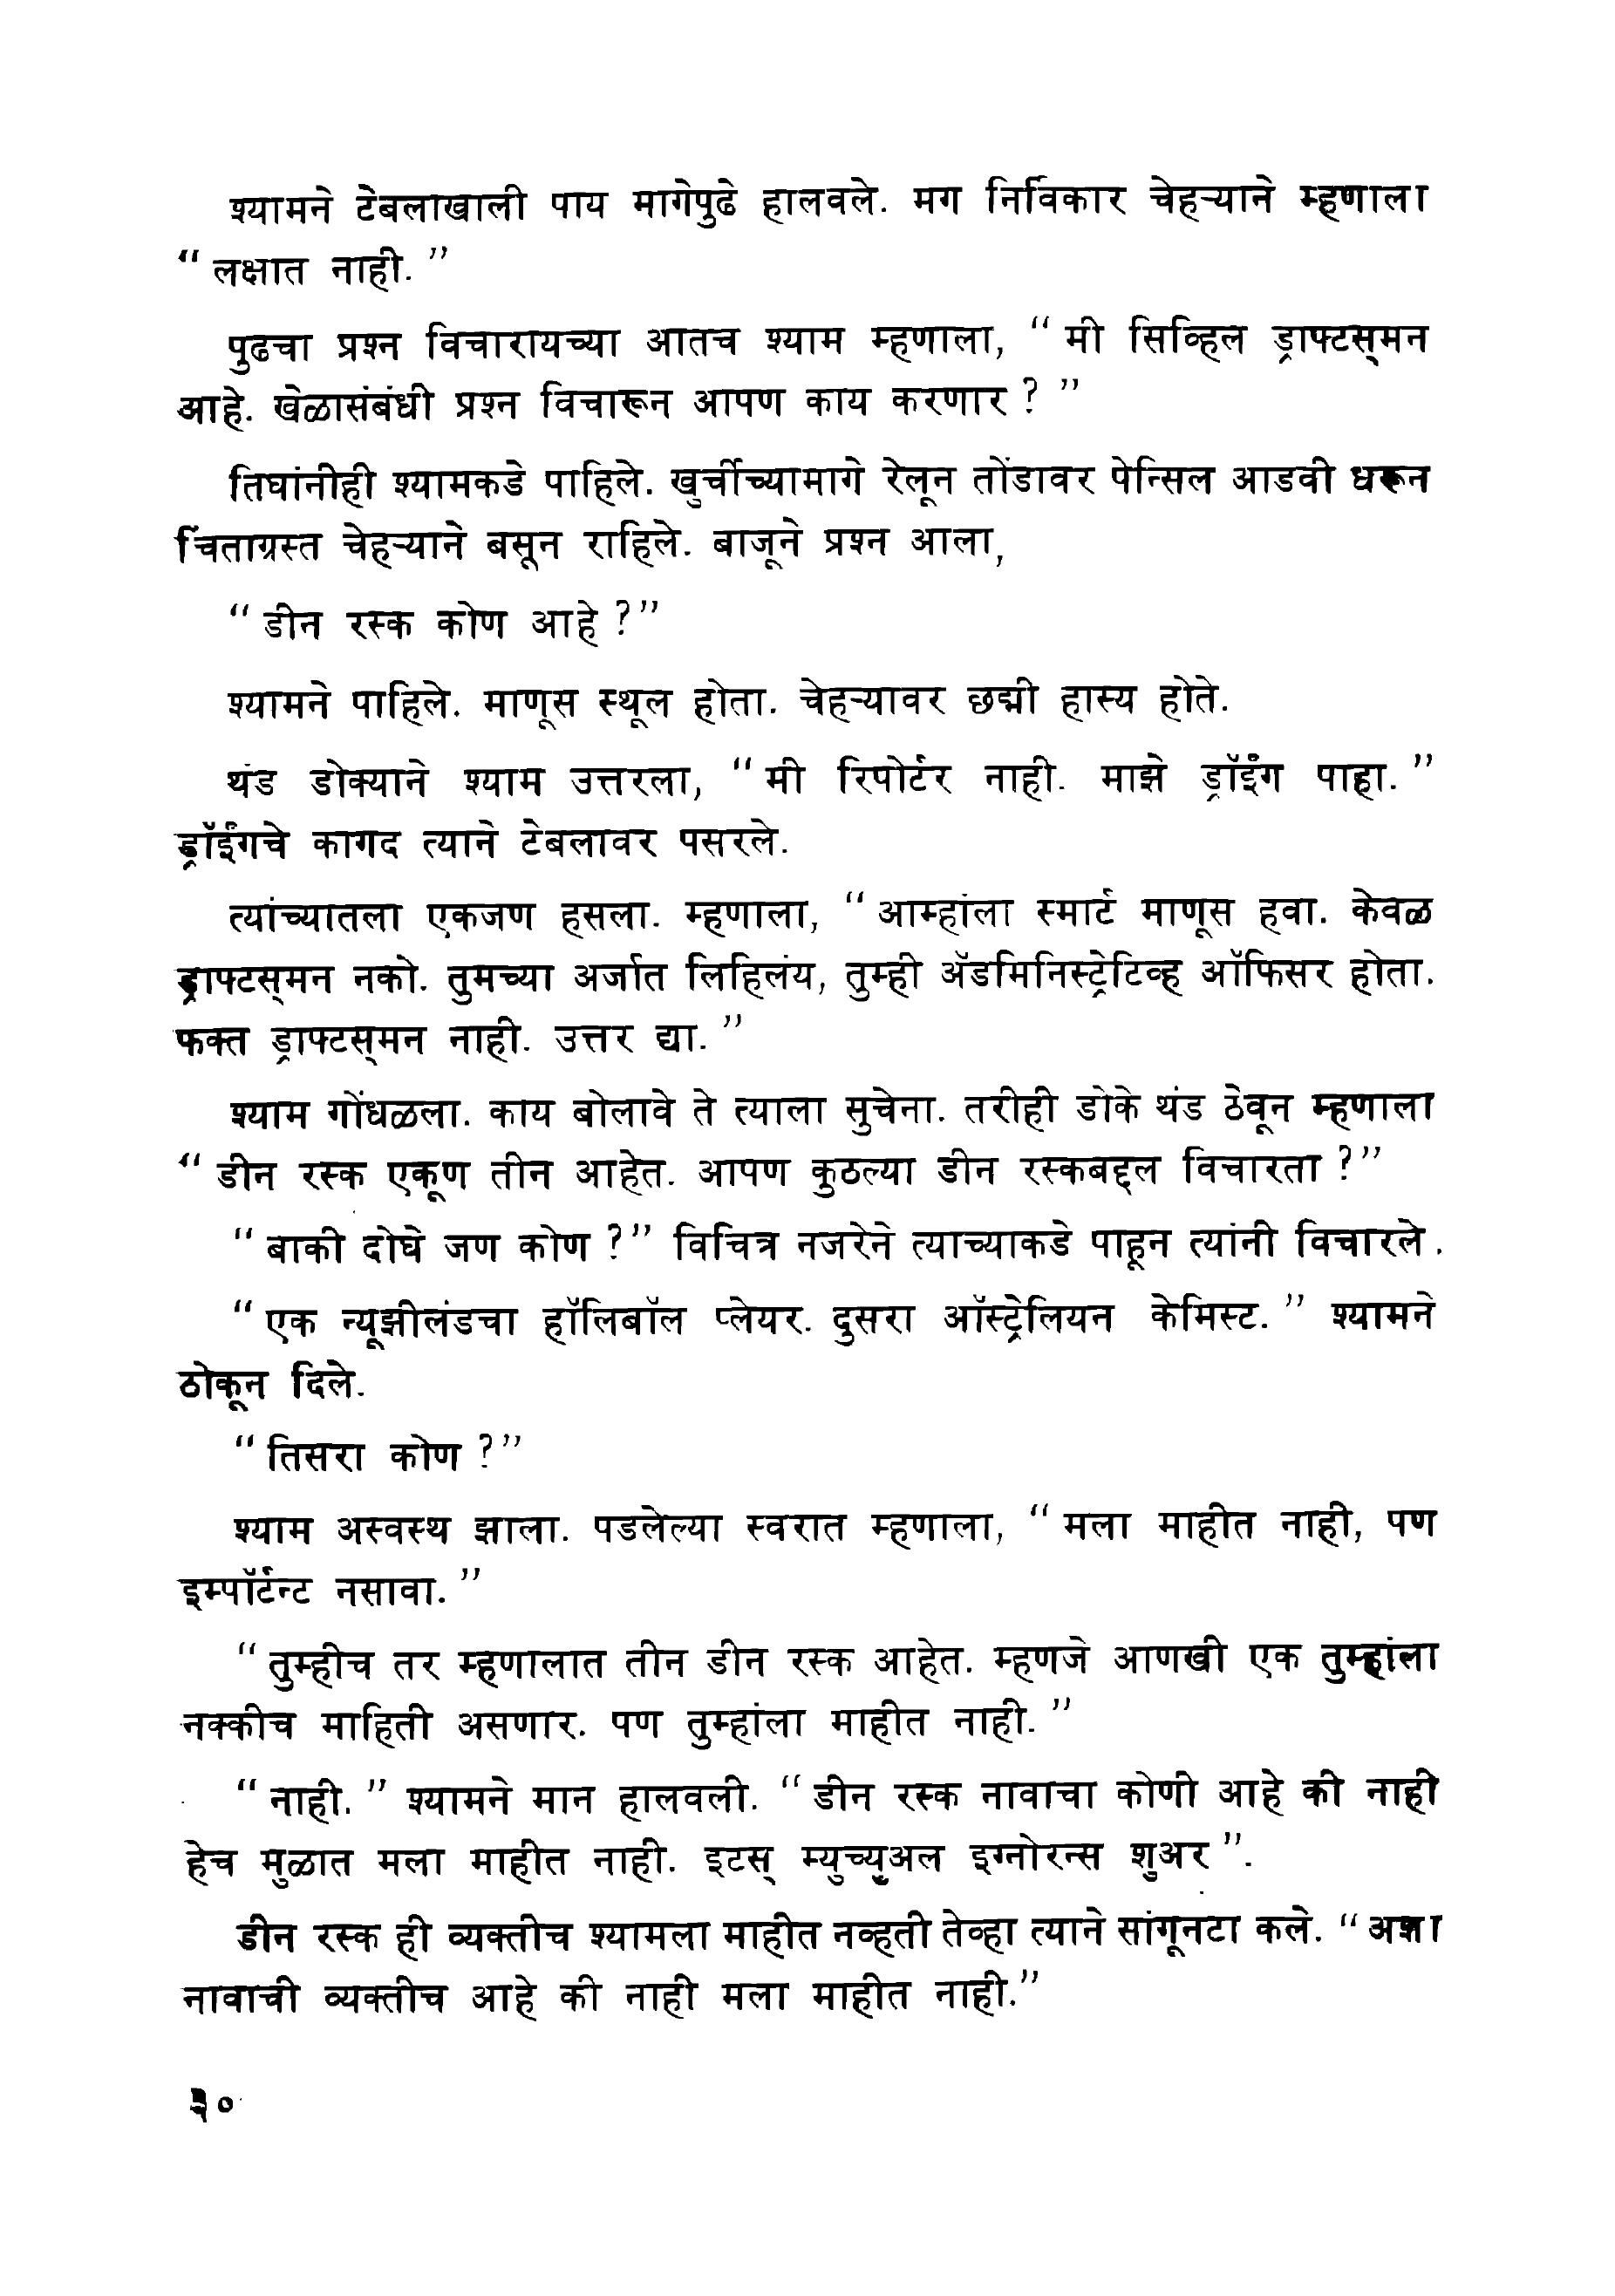 श्यामने टेबलाखाली पाय मागेपुढे हालवले. मग निर्विकार चेहऱ्याने म्हणाला
“ लक्षात नाही. ”
पुढचा प्रश्न विचारायच्या आतच श्याम म्हणाला, “ मी सिव्हिल ड्राफ्टस्‌मन
आहे. खेळासंबंधी प्रश्न विचारून आपण काय करणार ? ”
तिघांनीही श्यामकडे पाहिले. खुर्चीच्यामागे रेलून तोंडावर पेन्सिल आडवी धरून
चिंताग्रस्त चेहऱ्याने बसून राहिले. बाजूने प्रश्न आला,
“ डीन रस्क कोण आहे ?”
श्यामने पाहिले. माणूस स्थूल होता. चेहऱ्यावर छद्मी हास्य होते.
थंड डोक्याने श्याम उत्तरला, “ मी रिपोर्टर नाही. माझे ड्रॉईंग पाहा. ”
ड्रॉईंगचे कागद त्याने टेबलावर पसरले.
त्यांच्यातला एकजण हसला. म्हणाला, “ आम्हांला स्मार्ट माणूस हवा. केवळ
ड्राफ्टस्‌मन नको. तुमच्या अर्जात लिहिलंय, तुम्ही ॲडमिनिस्ट्रेटिव्ह ऑफिसर होता.
फक्त ड्राफ्टस्‌मन नाही. उत्तर द्या. ”
श्याम गोंधळला. काय बोलावे ते त्याला सुचेना. तरीही डोके थंड ठेवून म्हणाला
“ डीन रस्क एकूण तीन आहेत. आपण कुठल्या डीन रस्कबद्दल विचारता ?”
“ बाकी दोघे जण कोण ?” विचित्र नजरेने त्याच्याकडे पाहून त्यांनी विचारले.
“ एक न्यूझीलंडचा हॉलिबॉल प्लेयर. दुसरा ऑस्ट्रेलियन केमिस्ट. ” श्यामने
ठोकून दिले.
“ तिसरा कोण ?”
श्याम अस्वस्थ झाला. पडलेल्या स्वरात म्हणाला, “ मला माहीत नाही, पण
इम्पॉर्टन्ट नसावा. ”
“ तुम्हीच तर म्हणालात तीन डीन रस्क आहेत. म्हणजे आणखी एक तुम्हांला
नक्कीच माहिती असणार. पण तुम्हांला माहीत नाही. ”
“ नाही. ” श्यामने मान हालवली. “ डीन रस्क नावाचा कोणी आहे की नाही
हेच मुळात मला माहीत नाही. इटस् म्युच्युअल इग्नोरन्स शुअर ”.
डीन रस्क ही व्यक्तीच श्यामला माहीत नव्हती तेव्हा त्याने सांगूनटा कले. “ अशा
नावाची व्यक्तीच आहे की नाही मला माहीत नाही.”
३०